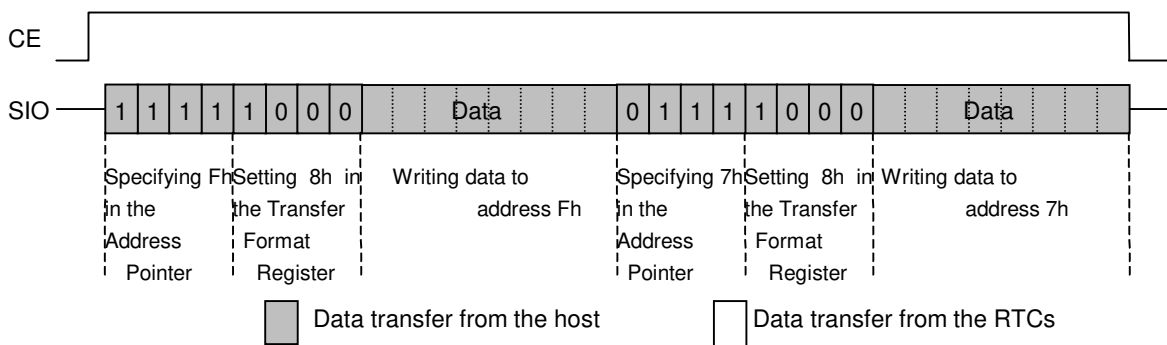 CE
SIO 1 1 1 1 1 0 0 0 Data 0 1 1 1 1 0 0 0 Data
Specifying Fh Setting 8h in Writing data to Specifying 7h Setting 8h in Writing data to
in the the Transfer address Fh in the the Transfer address 7h
Address Format Address Format
Pointer Register Pointer Register
Data transfer from the host Data transfer from the RTCs